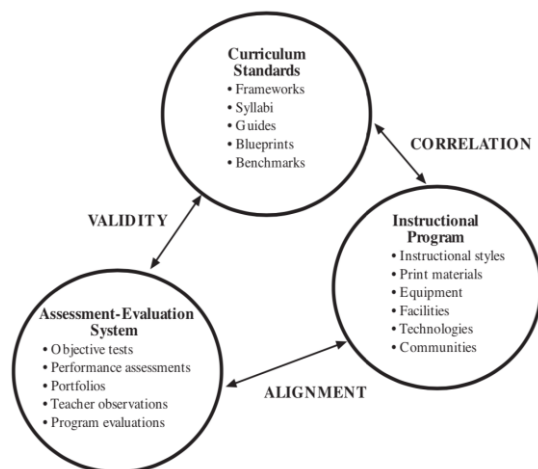 Curriculum
Standards
• Frameworks
• Syllabi
• Guides
• Blueprints
• Benchmarks
CORRELATION
VALIDITY
Instructional
Program
• Instructional styles
• Print materials
• Equipment
• Facilities
• Technologies
• Communities
Assessment-Evaluation
System
• Objective tests
• Performance assessments
• Portfolios
• Teacher observations
• Program evaluations
ALIGNMENT